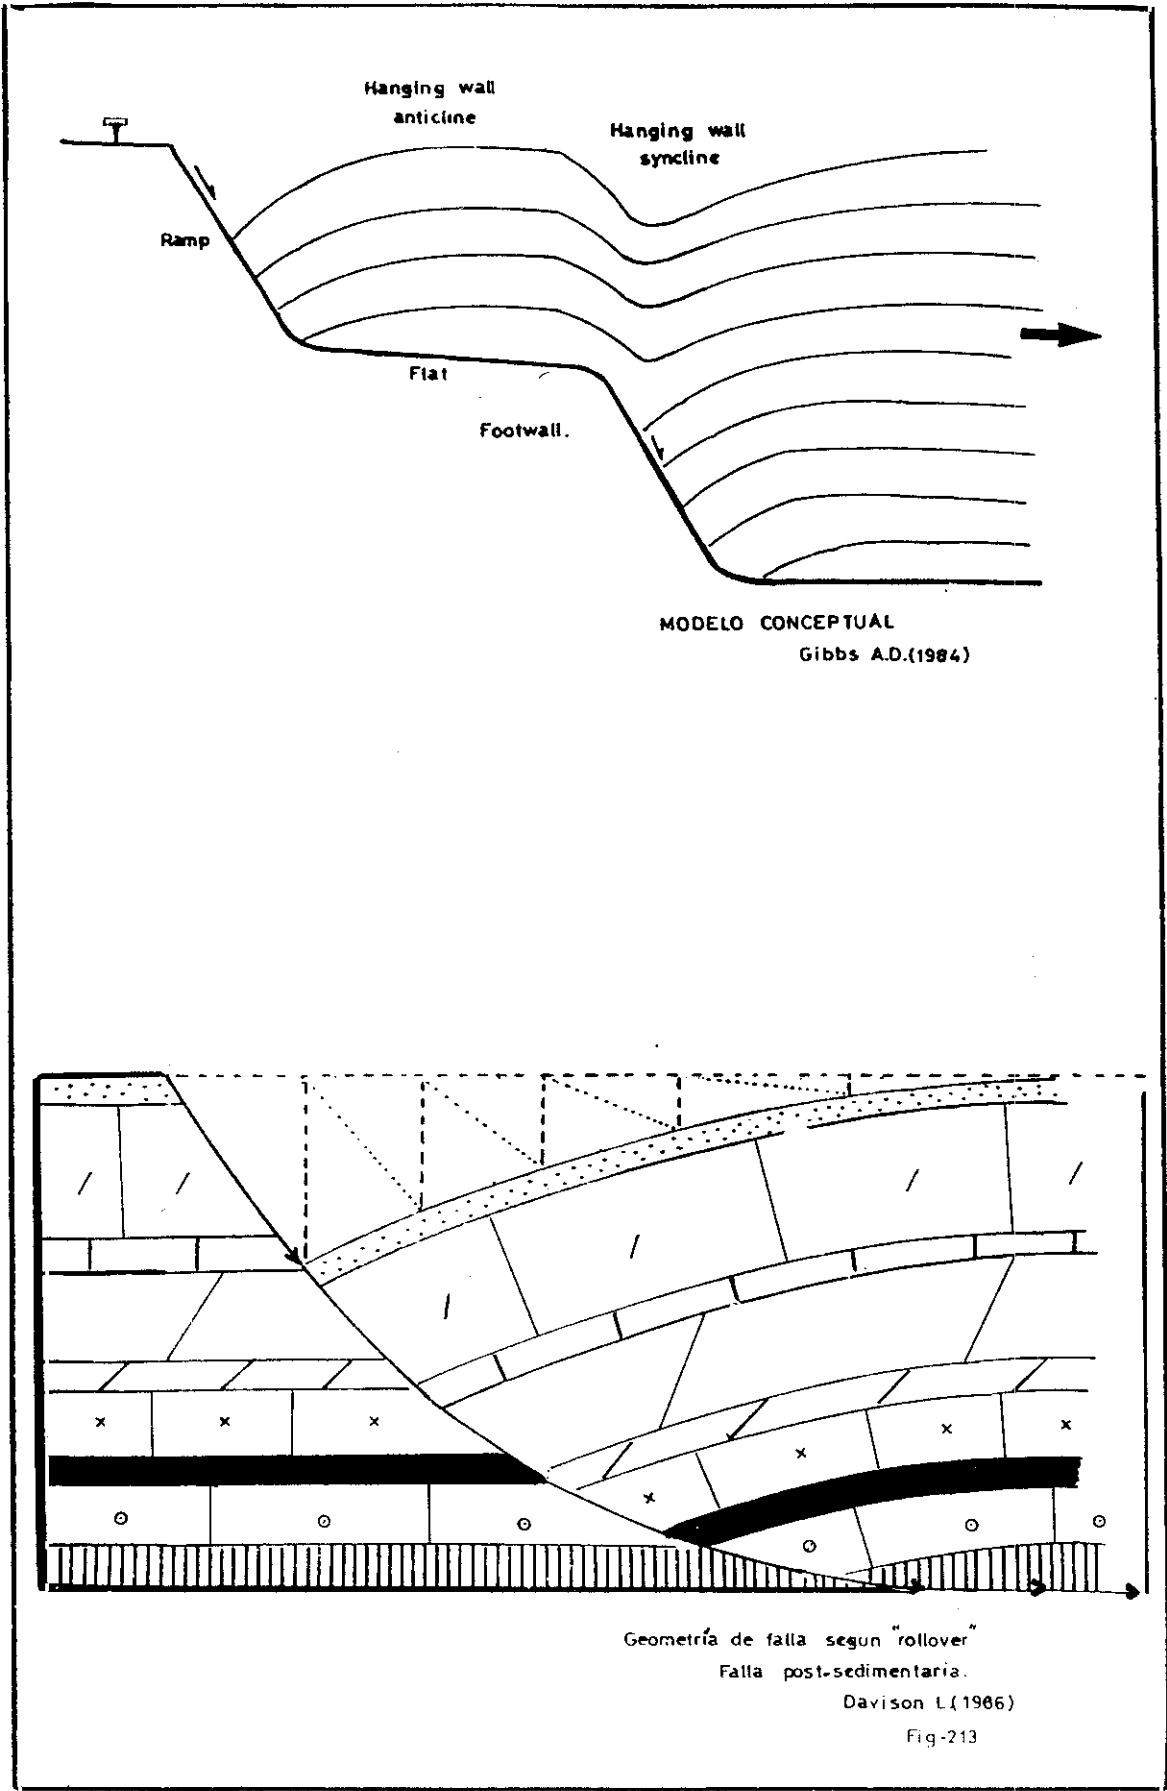 Hanging wall
anticline
Hanging wall
syncline
Ramp
Flat
Footwall.
MODELO CONCEPTUAL
Gibbs A.D.(1984)
Geometría de falla segun "rollover"
Falla post-sedimentaria.
Davison I.(1986)
Fig-213